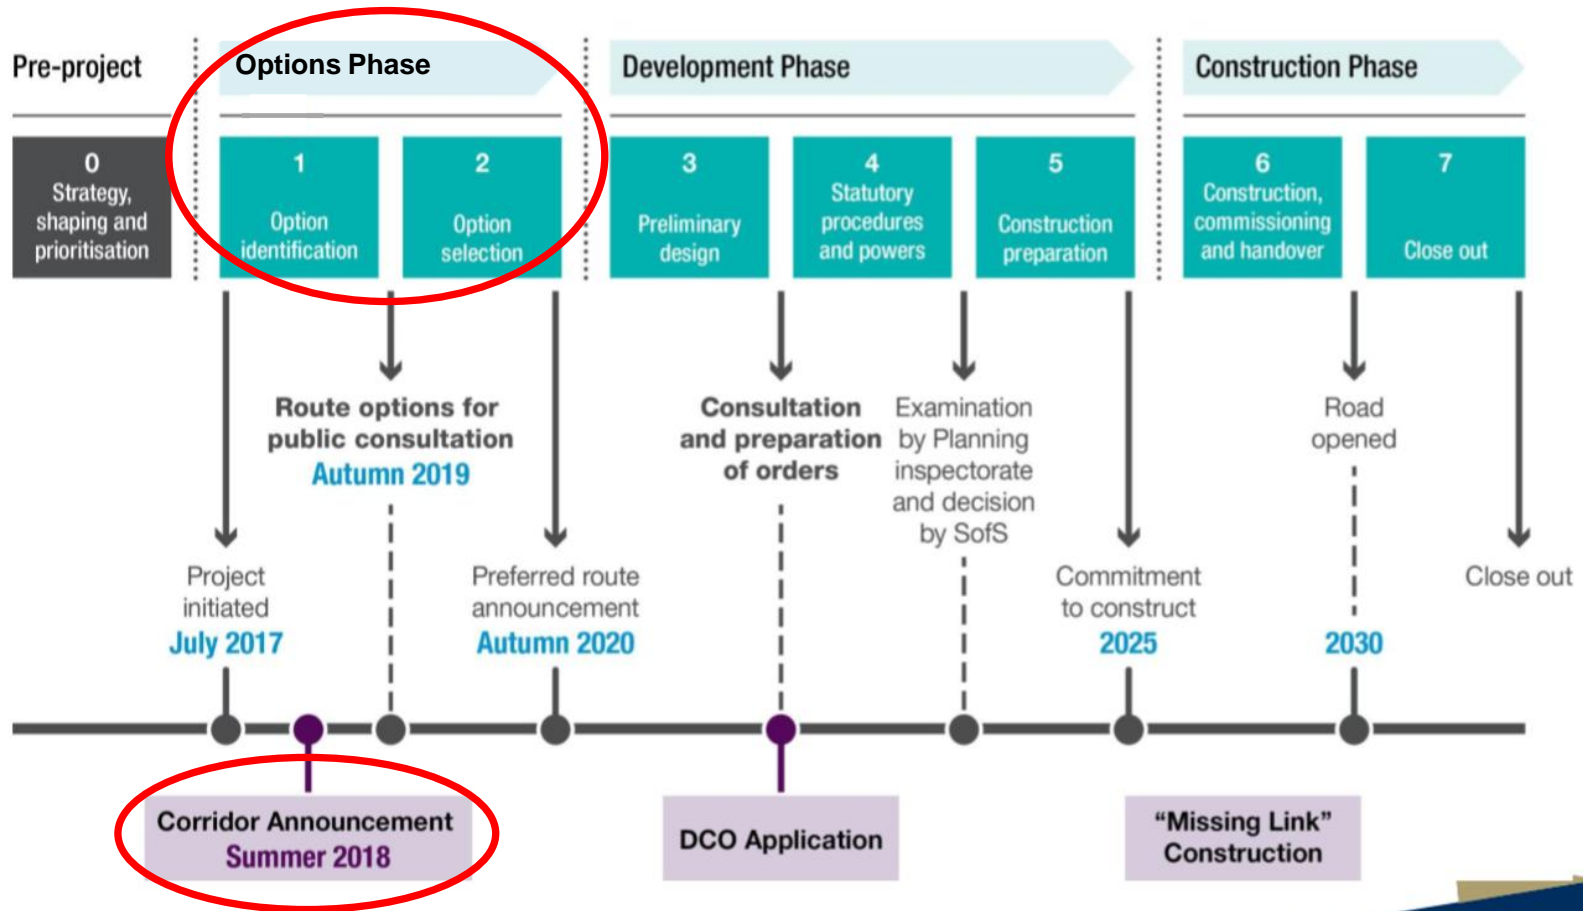 Pre-project
Options Phase
Development Phase
Construction Phase
0
Strategy,
shaping and
prioritisation
1
Option
identification
2
Option
selection
3
Preliminary
design
4
Statutory
procedures
and powers
5
Construction
preparation
6
Construction,
commissioning
and handover
7
Close out
Route options for
public consultation
Autumn 2019
Consultation
and preparation
of orders
Examination
by Planning
inspectorate
and decision
by SofS
Road
opened
Project
initiated
July 2017
Preferred route
announcement
Autumn 2020
Commitment
to construct
2025
2030
Close out
Corridor Announcement
Summer 2018
DCO Application
“Missing Link”
Construction